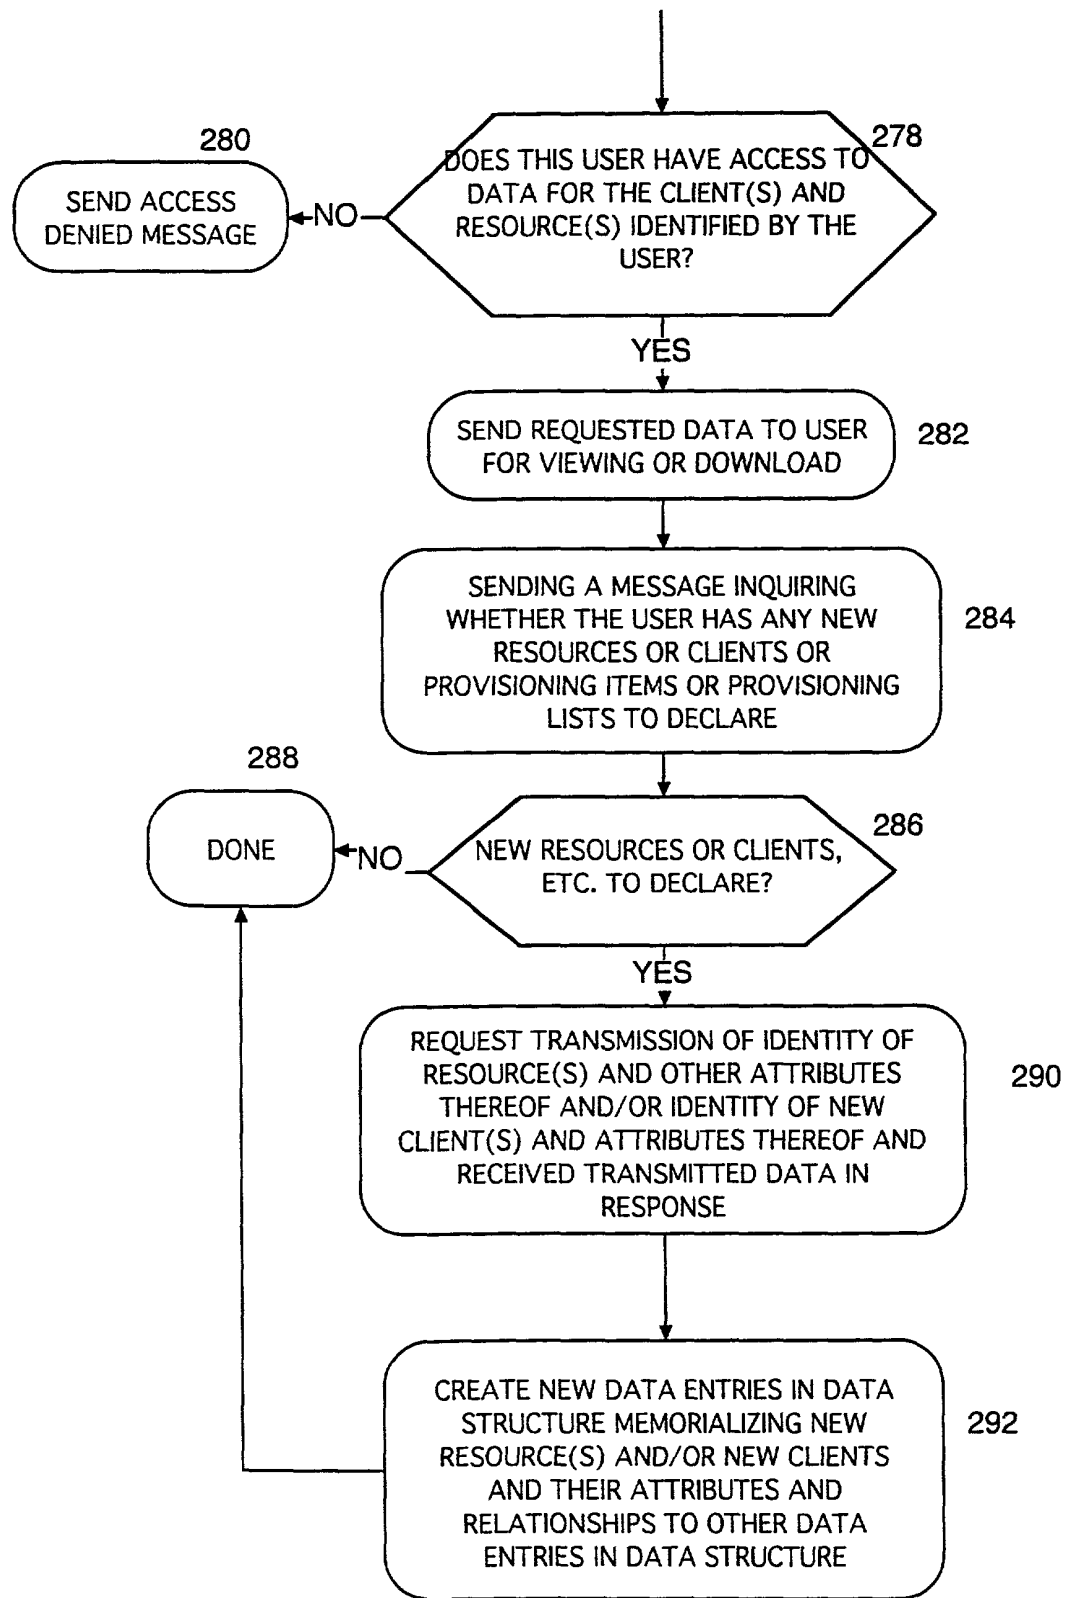 280
SEND ACCESS
DENIED MESSAGE
NO
278
DOES THIS USER HAVE ACCESS TO
DATA FOR THE CLIENT(S) AND
RESOURCE(S) IDENTIFIED BY THE
USER?
YES
SEND REQUESTED DATA TO USER
FOR VIEWING OR DOWNLOAD
282
SENDING A MESSAGE INQUIRING
WHETHER THE USER HAS ANY NEW
RESOURCES OR CLIENTS OR
PROVISIONING ITEMS OR PROVISIONING
LISTS TO DECLARE
284
288
DONE
NO
286
NEW RESOURCES OR CLIENTS,
ETC. TO DECLARE?
YES
REQUEST TRANSMISSION OF IDENTITY OF
RESOURCE(S) AND OTHER ATTRIBUTES
THEREOF AND/OR IDENTITY OF NEW
CLIENT(S) AND ATTRIBUTES THEREOF AND
RECEIVED TRANSMITTED DATA IN
RESPONSE
290
CREATE NEW DATA ENTRIES IN DATA
STRUCTURE MEMORIALIZING NEW
RESOURCE(S) AND/OR NEW CLIENTS
AND THEIR ATTRIBUTES AND
RELATIONSHIPS TO OTHER DATA
ENTRIES IN DATA STRUCTURE
292